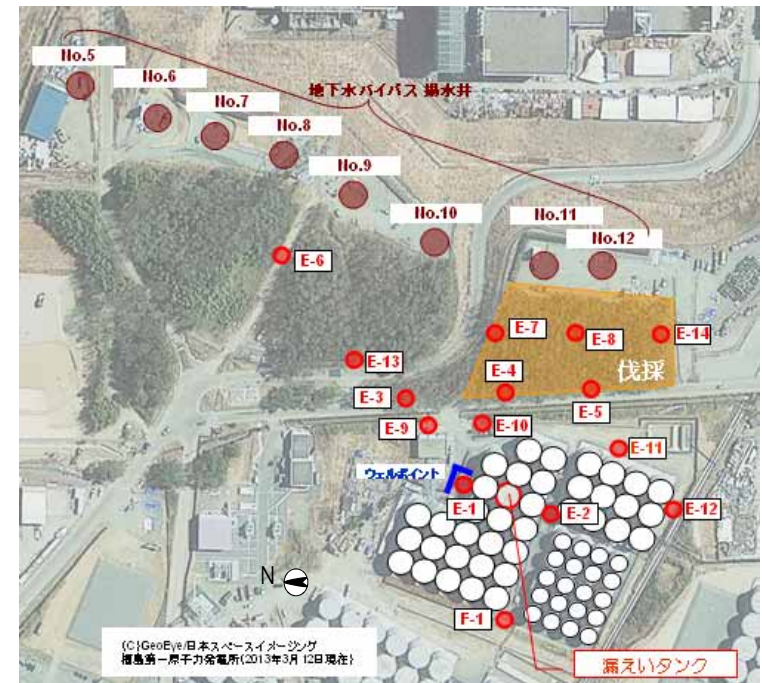 No.5
No.6
No.7
地下水バイパス 揚水井
No.8
No.9
No.10
No.11
No.12
E-6
E-7
E-8
E-14
E-13
E-4
伐採
E-3
E-5
E-9
E-10
E-11
ウェルポイント
E-1
E-2
E-12
N
F-1
(C)GeoEye/日本スペースイメージング
福島第一原子力発電所(2013年3月12日現在)
漏えいタンク